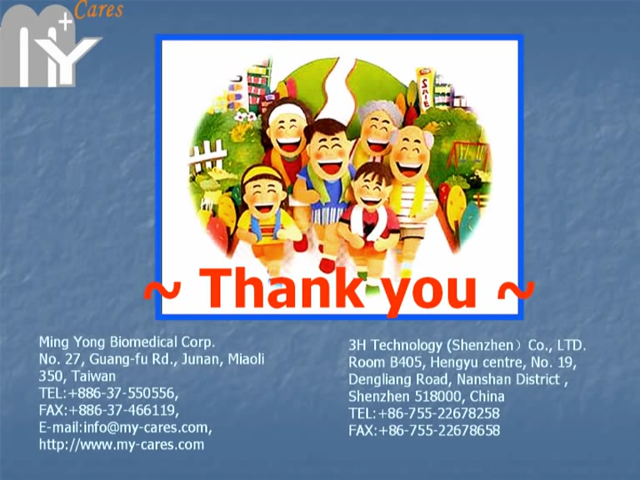 Cares
MY
~ Thank you ~
Ming Yong Biomedical Corp.
No. 27, Guang-fu Rd., Junan, Miaoli
350, Taiwan
TEL:+886-37-550556,
FAX:+886-37-466119,
E-mail:info@my-cares.com,
http://www.my-cares.com
3H Technology (Shenzhen）Co., LTD.
Room B405, Hengyu centre, No. 19,
Dengliang Road, Nanshan District ,
Shenzhen 518000, China
TEL:+86-755-22678258
FAX:+86-755-22678658